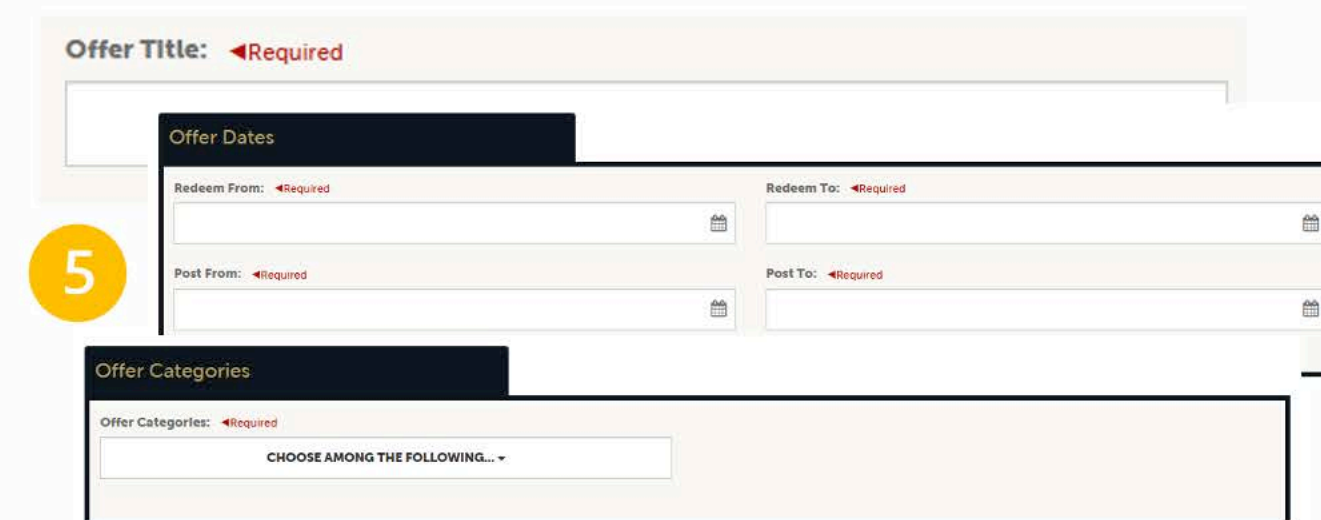 Offer Title: ◄Required
Offer Dates
Redeem From: ◄Required
Redeem To: ◄Required
5
Post From: ◄Required
Post To: ◄Required
Offer Categories
Offer Categories: ◄Required
CHOOSE AMONG THE FOLLOWING...